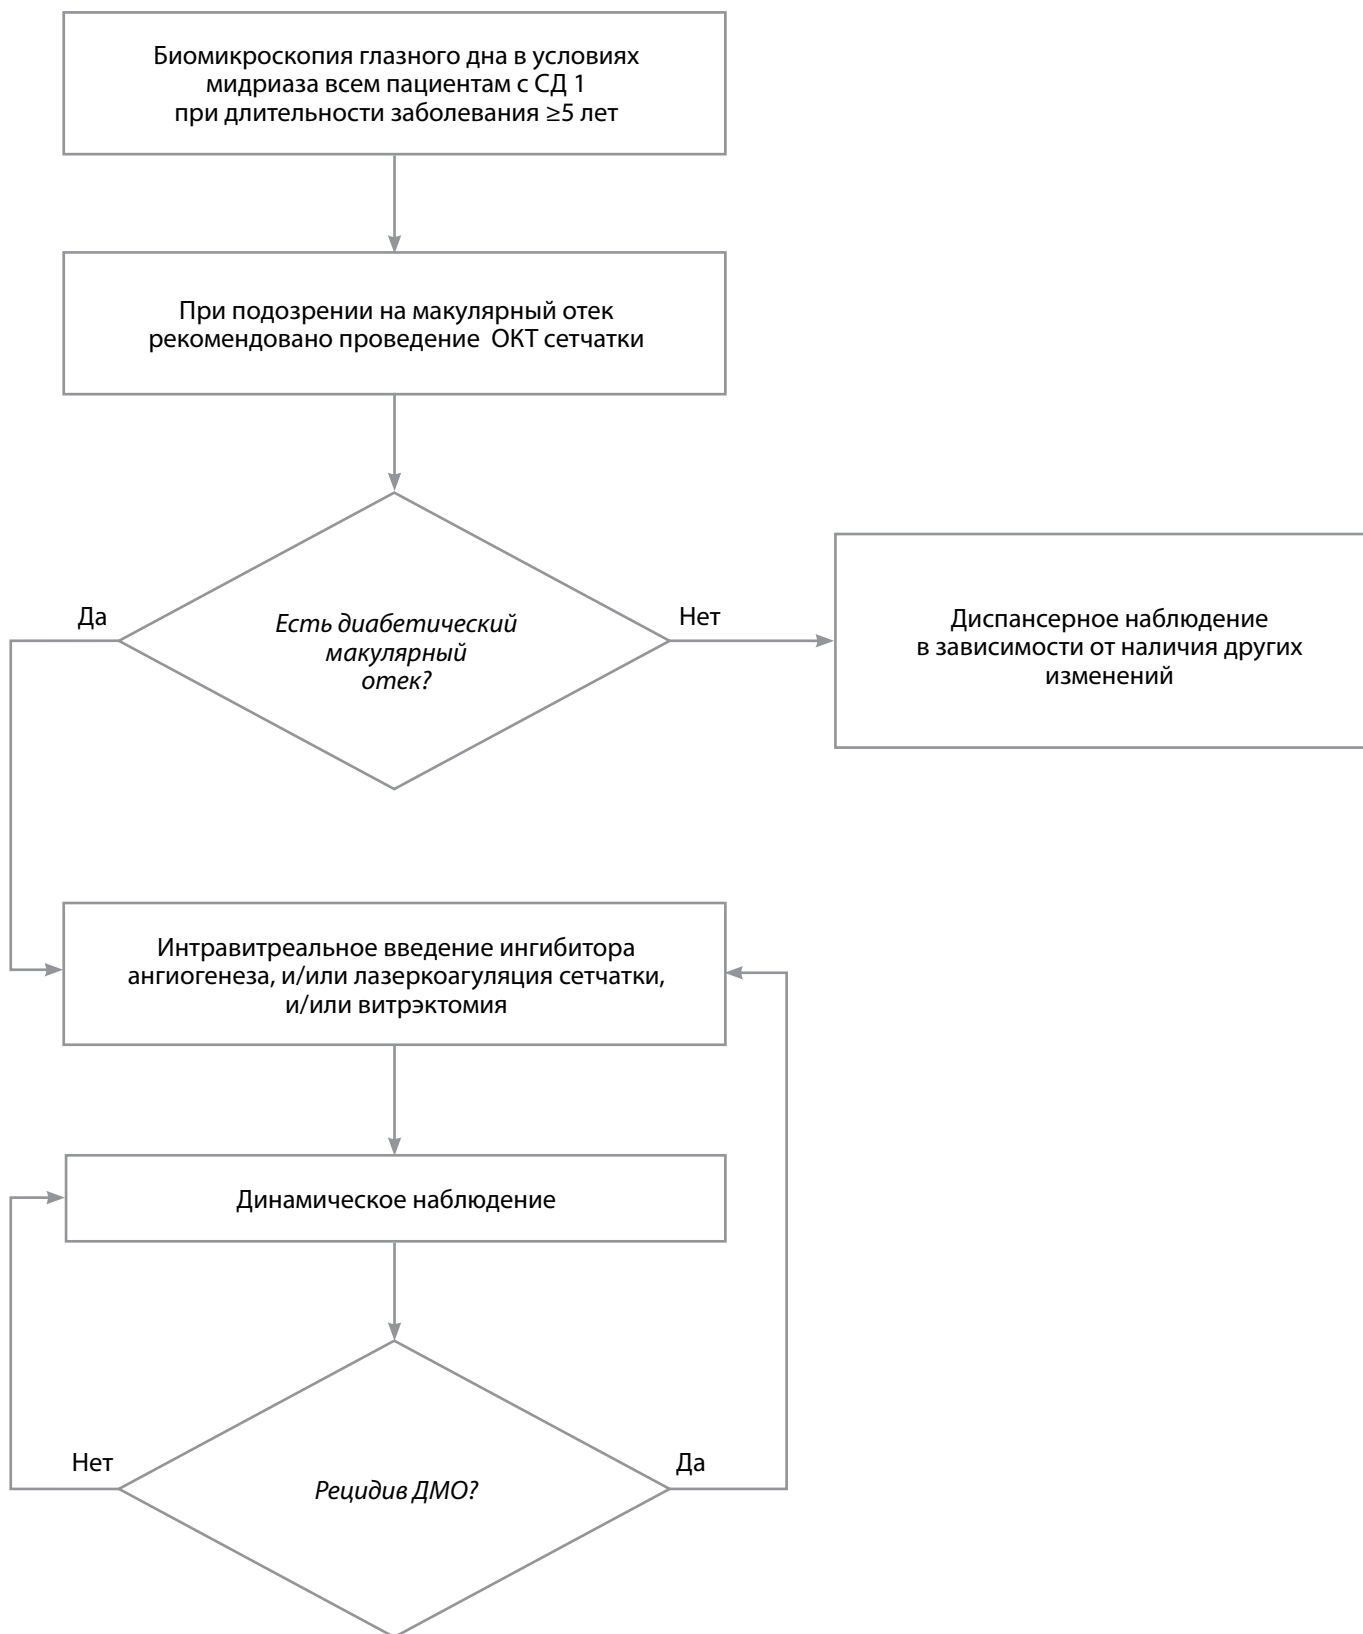 Биомикроскопия глазного дна в условиях
мидриаза всем пациентам с СД 1
при длительности заболевания ≥5 лет
При подозрении на макулярный отек
рекомендовано проведение ОКТ сетчатки
Да
Есть диабетический
макулярный
отек?
Нет
Диспансерное наблюдение
в зависимости от наличия других
изменений
Интравитреальное введение ингибитора
ангиогенеза, и/или лазеркоагуляция сетчатки,
и/или витрэктомия
Динамическое наблюдение
Нет
Рецидив ДМО?
Да